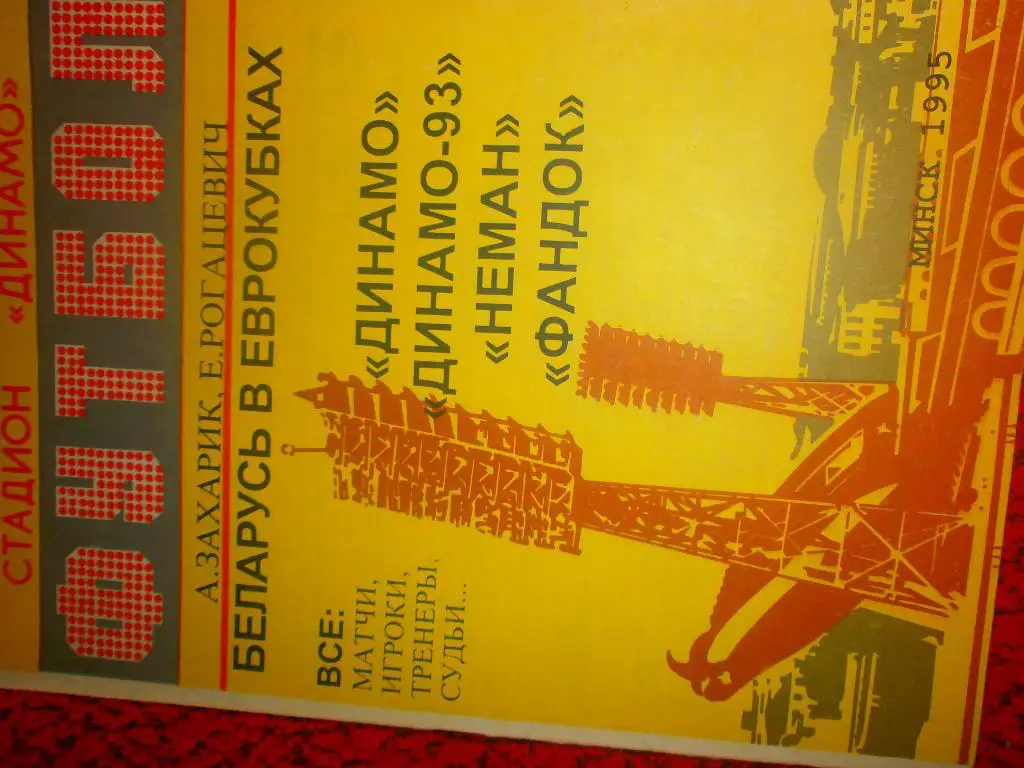 СТАДИОН «ДИНАМО»
ФУТБОЛ
А.ЗАХАРИК, Е.РОГАЦЕВИЧ
БЕЛАРУСЬ В ЕВРОКУБКАХ
«ДИНАМО»
«ДИНАМО-93»
«НЕМАН»
«ФАНДОК»
ВСЕ:
МАТЧИ,
ИГРОКИ,
ТРЕНЕРЫ,
СУДЬИ...
МИНСК.1995